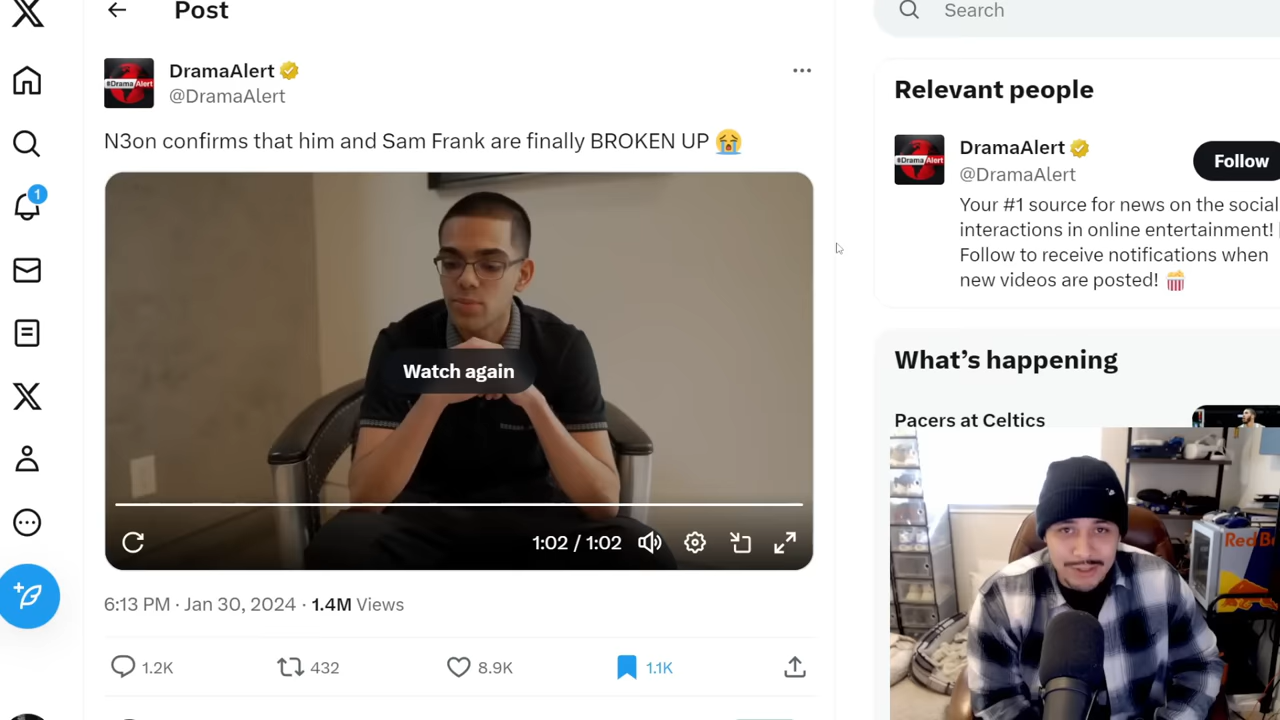 Post
Search
DramaAlert
@DramaAlert
N3on confirms that him and Sam Frank are finally BROKEN UP 😭
Watch again
1:02 / 1:02
6:13 PM · Jan 30, 2024 · 1.4M Views
1.2K
432
8.9K
1.1K
1
#DramaAlert
Relevant people
#DramaAlert
DramaAlert
@DramaAlert
Follow
Your #1 source for news on the social
interactions in online entertainment!
Follow to receive notifications when
new videos are posted! 🍿
What's happening
Pacers at Celtics